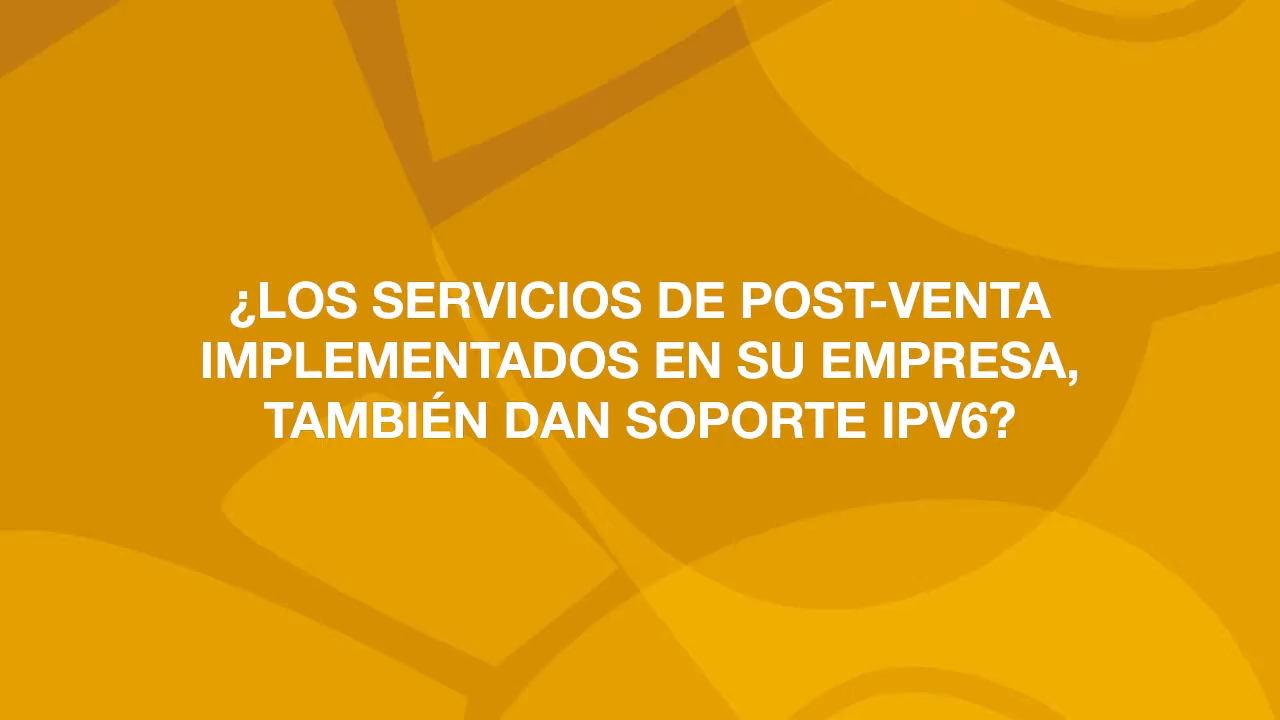 ¿LOS SERVICIOS DE POST-VENTA
IMPLEMENTADOS EN SU EMPRESA,
TAMBIÉN DAN SOPORTE IPV6?